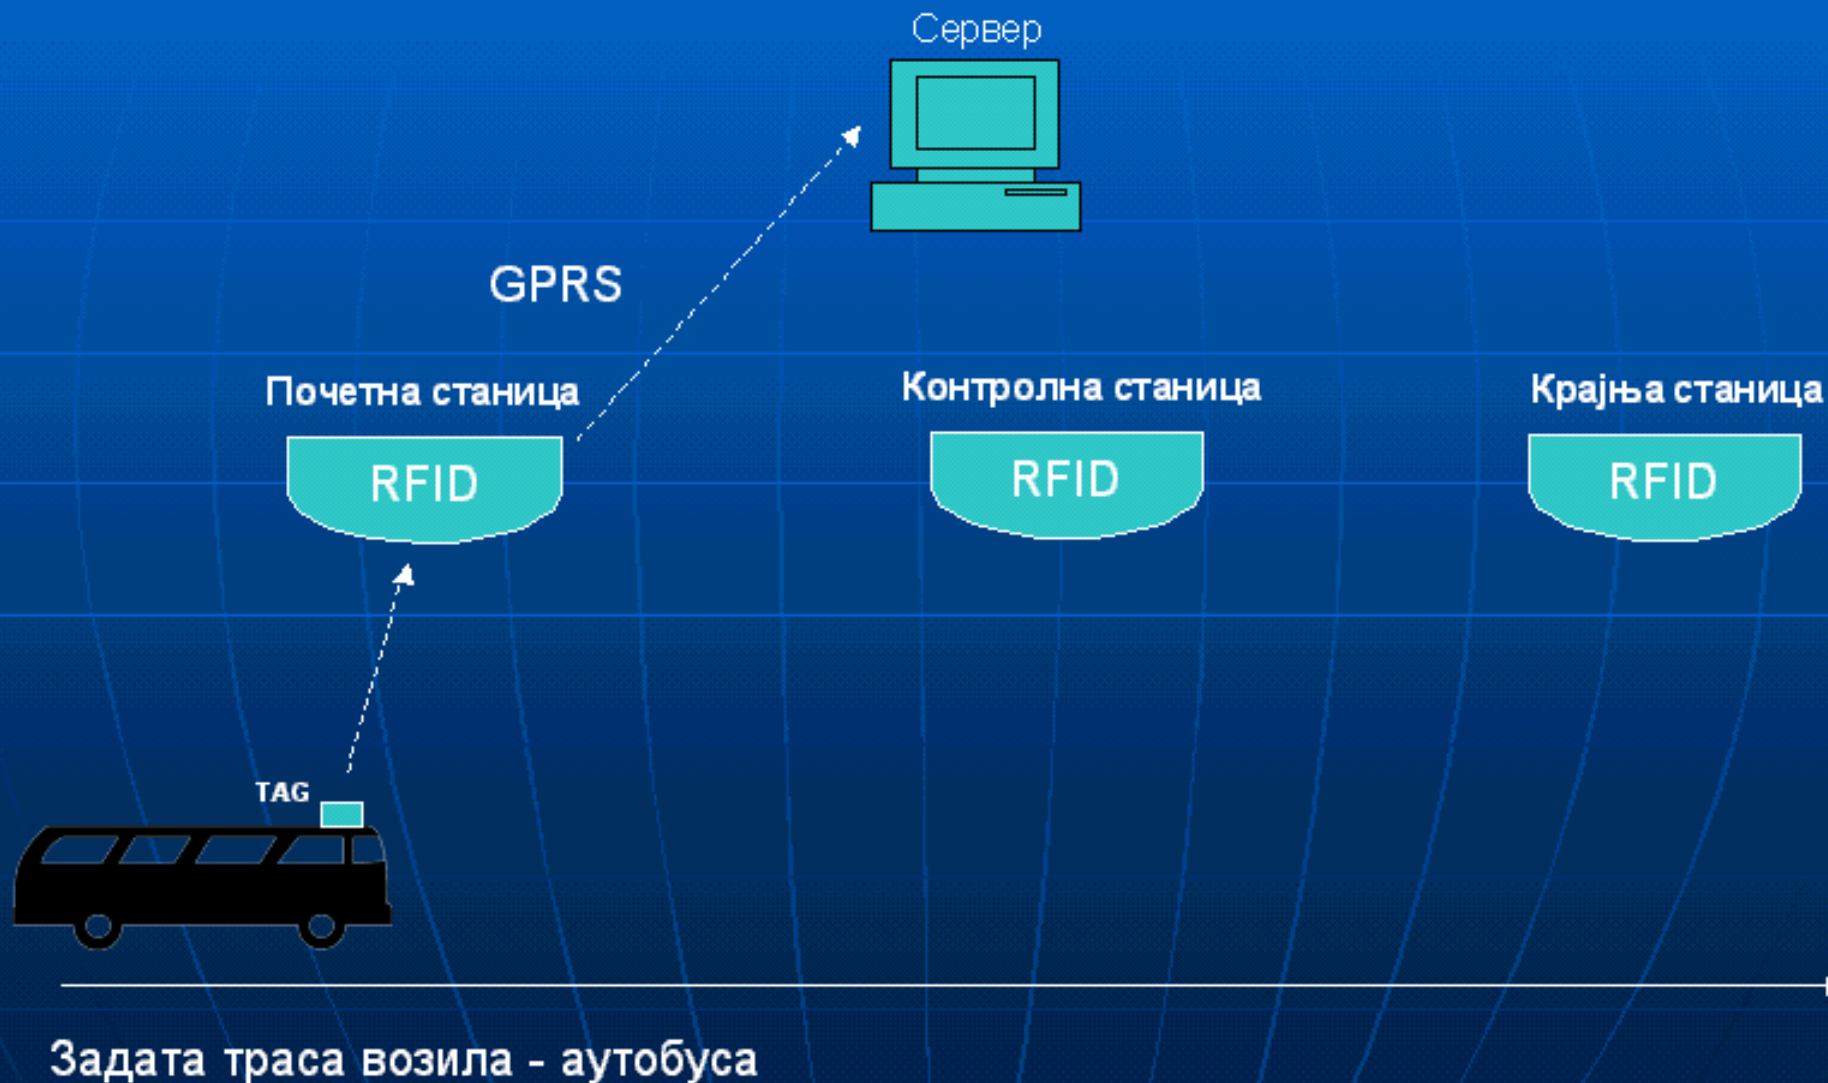 Сервер
GPRS
Почетна станица
Контролна станица
Крајња станица
RFID
RFID
RFID
TAG
Задата траса возила - аутобуса